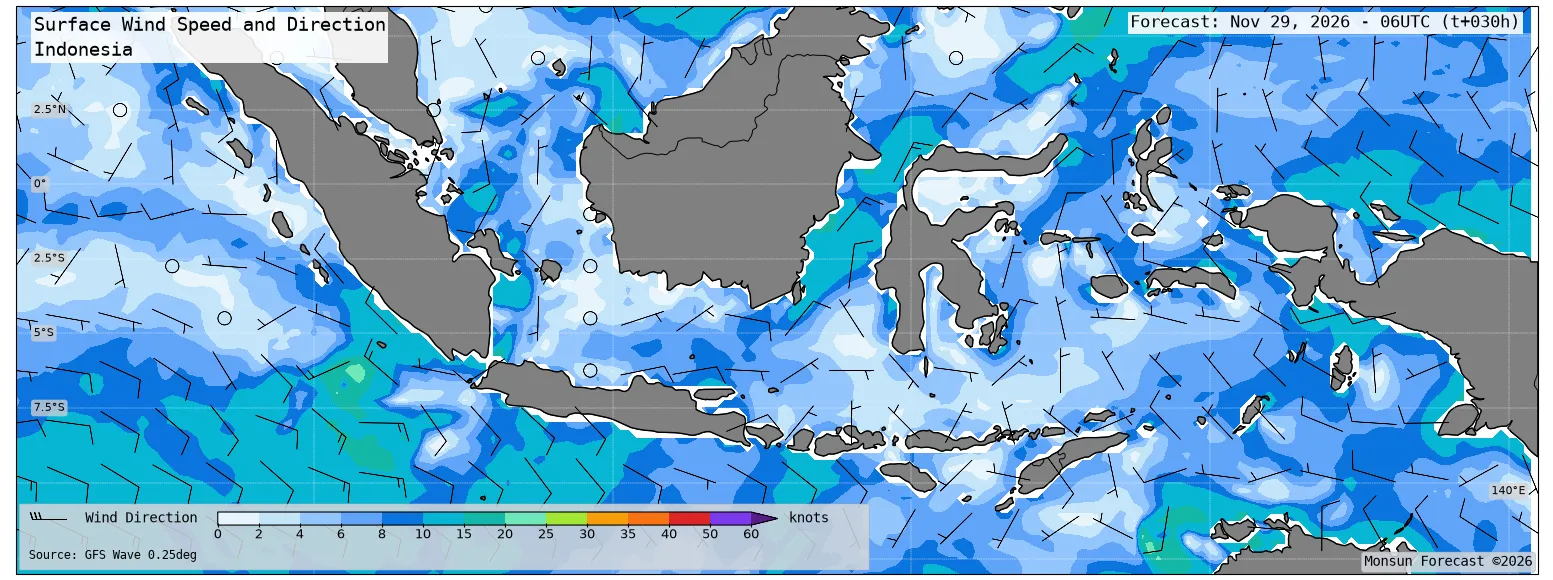 Surface Wind Speed and Direction
Indonesia
Forecast: Nov 29, 2026 - 06UTC (t+030h)
2.5°N
0°
2.5°S
5°S
7.5°S
140°E
Wind Direction
knots
0 2 4 6 8 10 15 20 25 30 35 40 50 60
Source: GFS Wave 0.25deg
Monsun Forecast ©2026